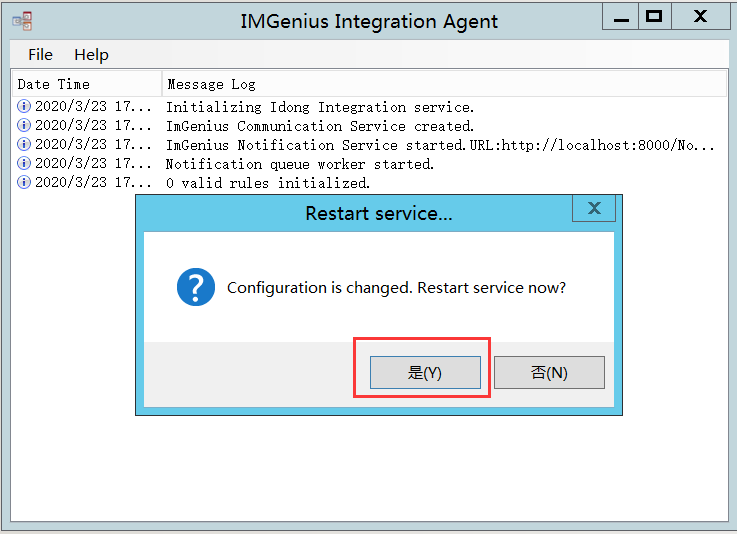 IMGenius Integration Agent
File Help
Date Time Message Log
2020/3/23 17... Initializing Idong Integration service.
2020/3/23 17... ImGenius Communication Service created.
2020/3/23 17... ImGenius Notification Service started.URL:http://localhost:8000/No...
2020/3/23 17... Notification queue worker started.
2020/3/23 17... 0 valid rules initialized.
Restart service...
Configuration is changed. Restart service now?
是(Y) 否(N)